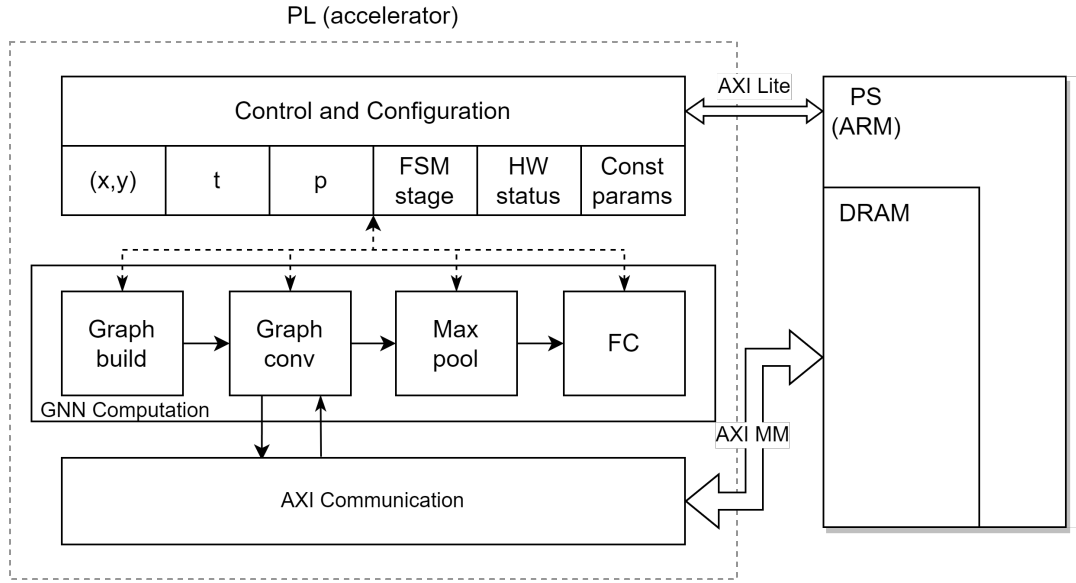 PL (accelerator)
AXI Lite
Control and Configuration
PS
(ARM)
(x,y)
t
p
FSM
stage
HW
status
Const
params
DRAM
Graph
build
Graph
conv
Max
pool
FC
GNN Computation
AXI MM
AXI Communication